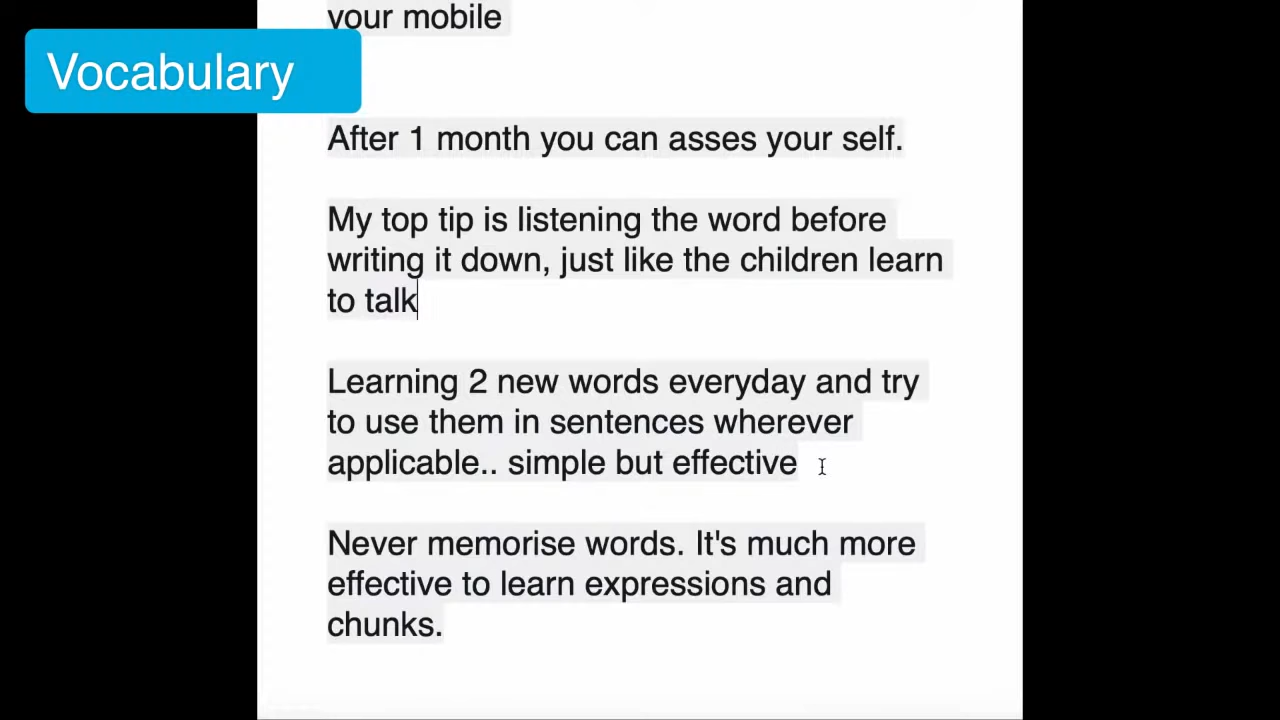 your mobile
Vocabulary
After 1 month you can asses your self.
My top tip is listening the word before
writing it down, just like the children learn
to talk
Learning 2 new words everyday and try
to use them in sentences wherever
applicable.. simple but effective
Never memorise words. It's much more
effective to learn expressions and
chunks.